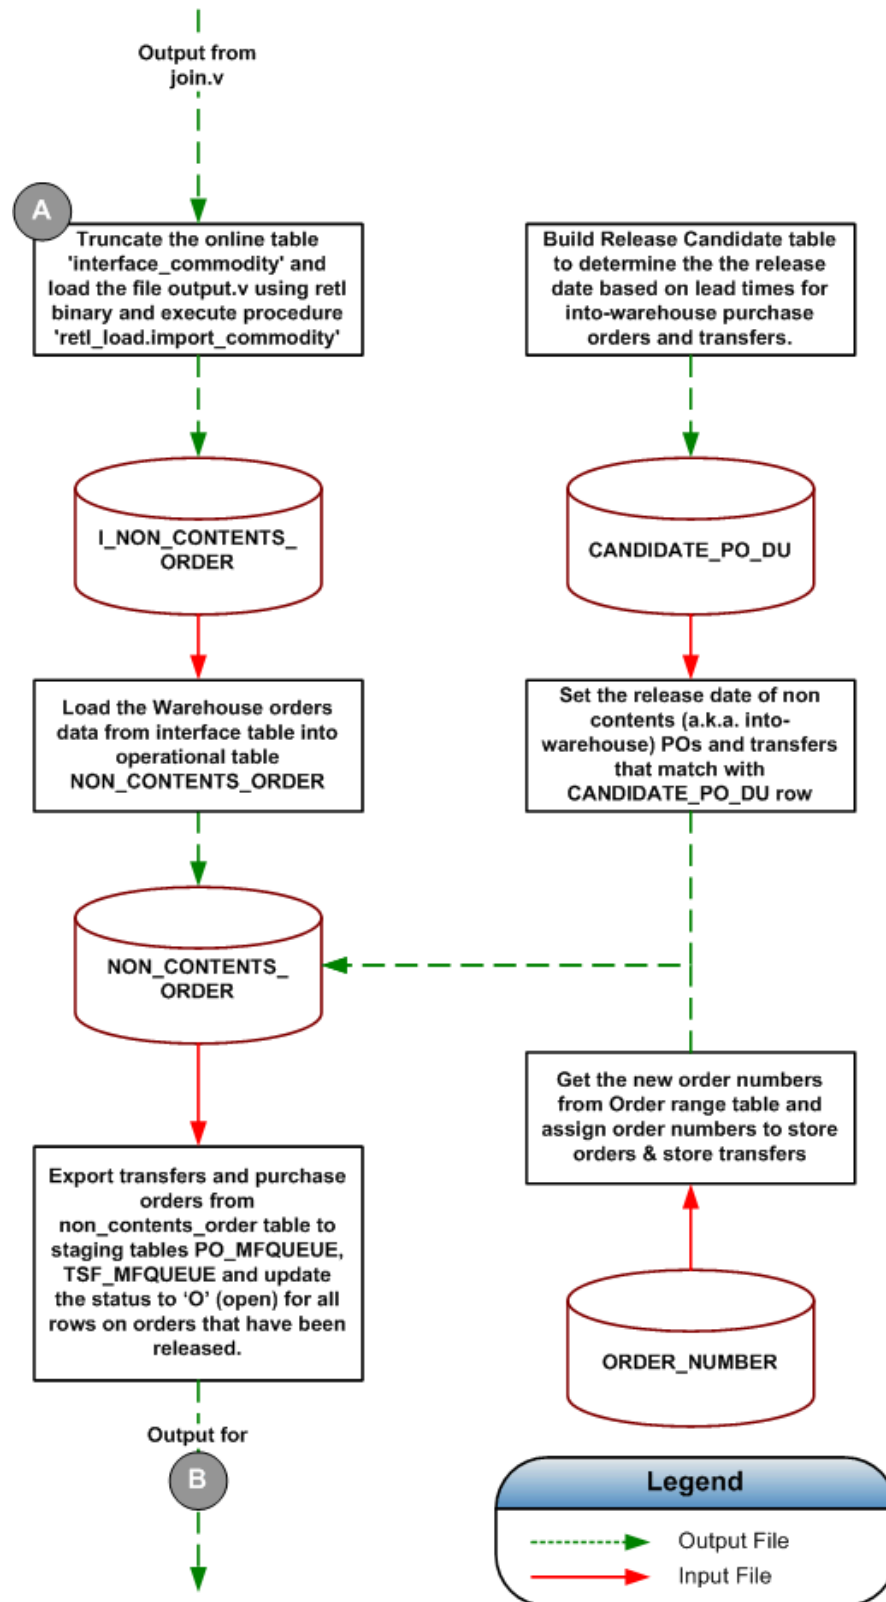 Output from
join.v
A
Truncate the online table
'interface_commodity' and
load the file output.v using retl
binary and execute procedure
'retl_load.import_commodity'
Build Release Candidate table
to determine the the release
date based on lead times for
into-warehouse purchase
orders and transfers.
I_NON_CONTENTS_
ORDER
CANDIDATE_PO_DU
Load the Warehouse orders
data from interface table into
operational table
NON_CONTENTS_ORDER
Set the release date of non
contents (a.k.a. into-
warehouse) POs and transfers
that match with
CANDIDATE_PO_DU row
NON_CONTENTS_
ORDER
Get the new order numbers
from Order range table and
assign order numbers to store
orders & store transfers
Export transfers and purchase
orders from
non_contents_order table to
staging tables PO_MFQUEUE,
TSF_MFQUEUE and update
the status to ‘O’ (open) for all
rows on orders that have been
released.
ORDER_NUMBER
Output for
B
Legend
Output File
Input File